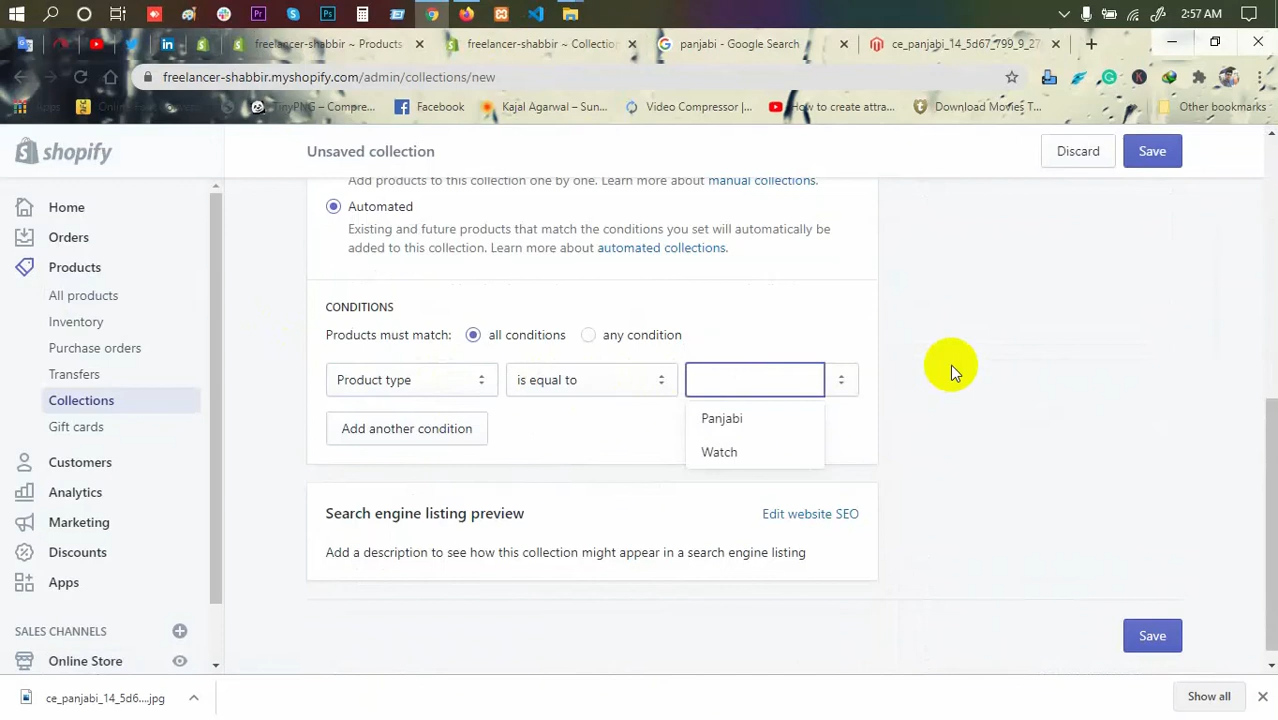 2:57 AM
freelancer-shabbir ~ Products
freelancer-shabbir ~ Collection
panjabi - Google Search
ce_panjabi_14_5d67_799_9_27
freelancer-shabbir.myshopify.com/admin/collections/new
Apps
TinyPNG – Compre...
Facebook
Kajal Agarwal – Sun...
Video Compressor |...
How to create attra...
Download Movies T...
Other bookmarks
shopify
Unsaved collection
Discard
Save
Home
Orders
Products
All products
Inventory
Purchase orders
Transfers
Collections
Gift cards
Customers
Analytics
Marketing
Discounts
Apps
SALES CHANNELS
Online Store
Add products to this collection one by one. Learn more about manual collections.
Automated
Existing and future products that match the conditions you set will automatically be
added to this collection. Learn more about automated collections.
CONDITIONS
Products must match: all conditions any condition
Product type
is equal to
Panjabi
Watch
Add another condition
Search engine listing preview
Edit website SEO
Add a description to see how this collection might appear in a search engine listing
Save
ce_panjabi_14_5d6....jpg
Show all